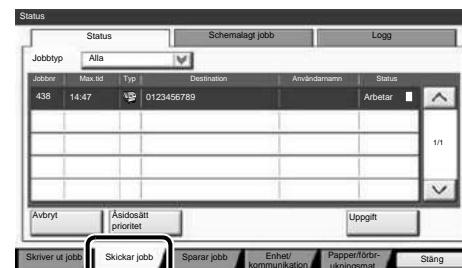 Status
Status Schemalagt jobb Logg
Jobbtyp Alla
Jobbnr Max.tid Typ Destination Användarnamn Status
438 14:47 0123456789 Arbetar
1/1
Avbryt Åsidosätt prioritet Uppgift
Skriver ut jobb Skickar jobb Sparar jobb Enhet/ kommunikation Papper/förbr- ukningsmat. Stäng